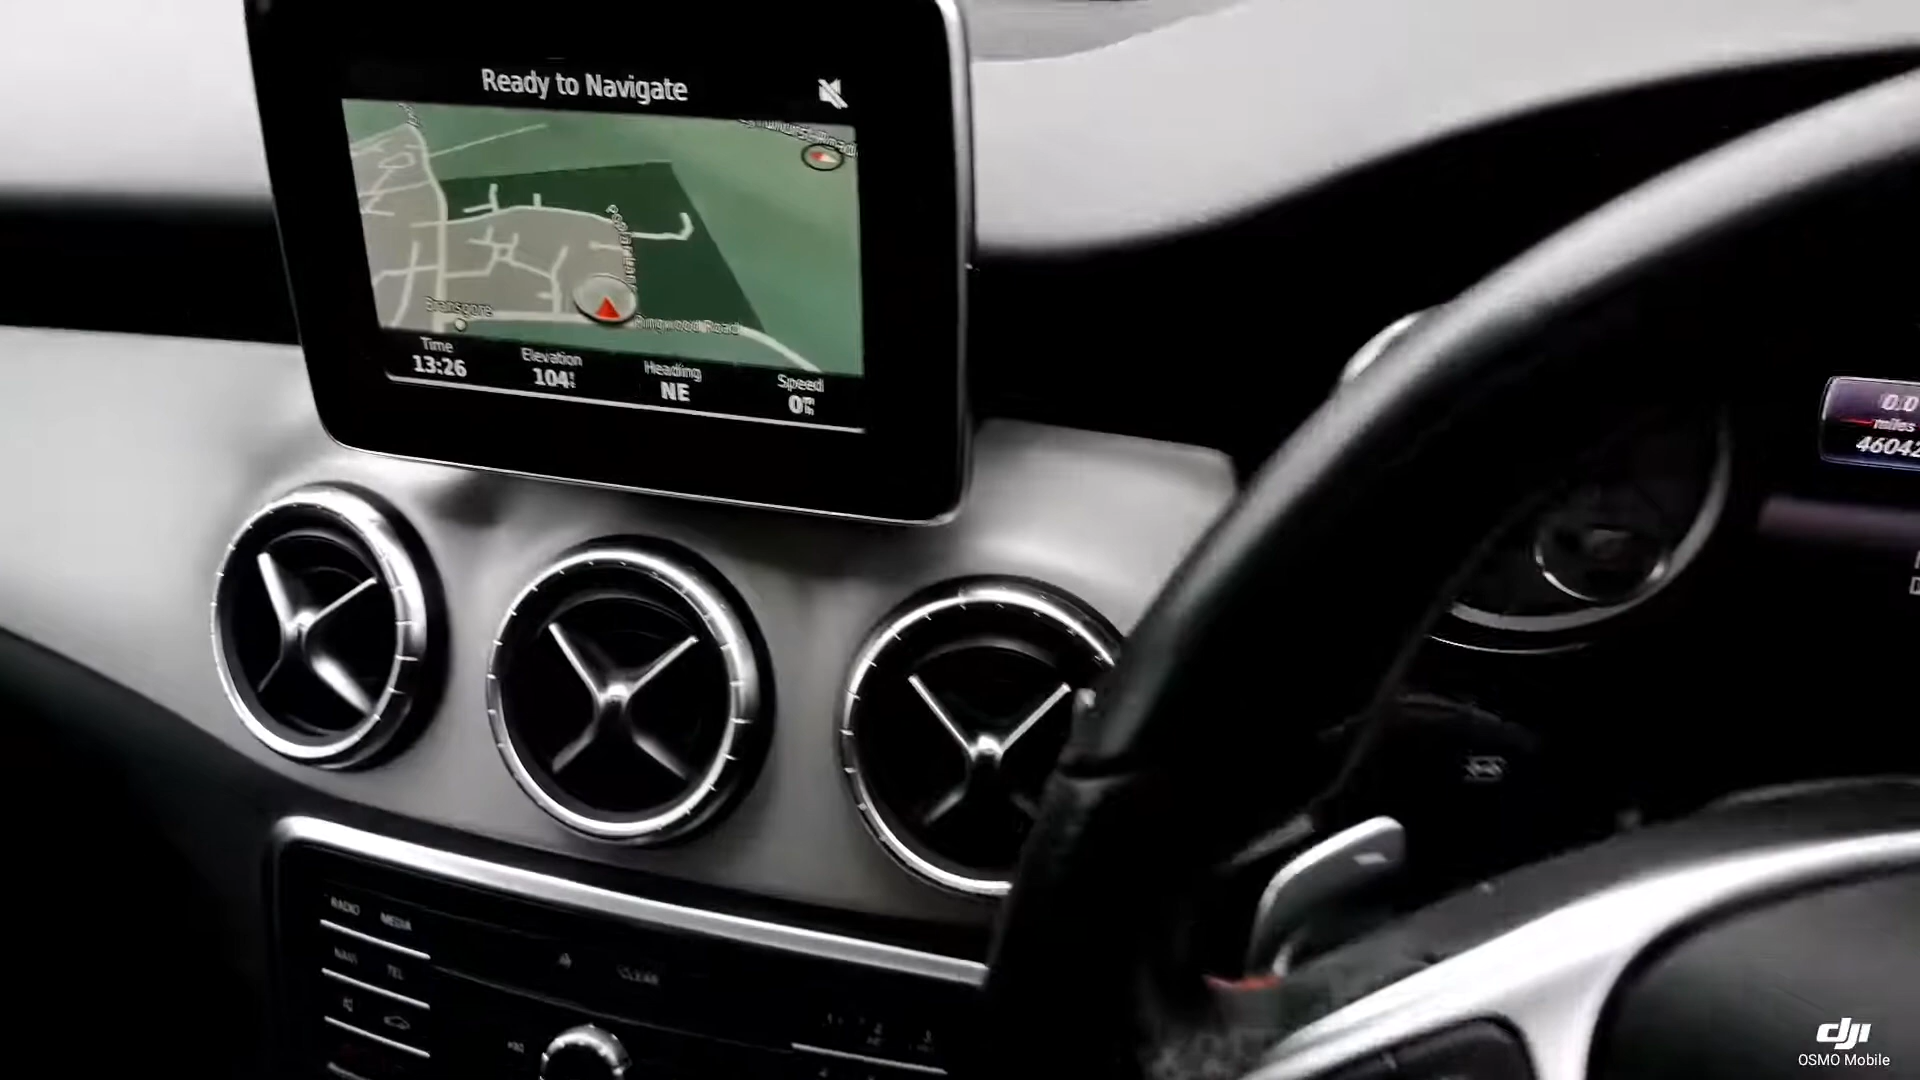 Ready to Navigate
Bransgore
Ringwood Road
Time
13:26
Elevation
104
Heading
NE
Speed
0
0.0
miles
46042
RADIO
MEDIA
NAVI
TEL
CLEAR
dji
OSMO Mobile